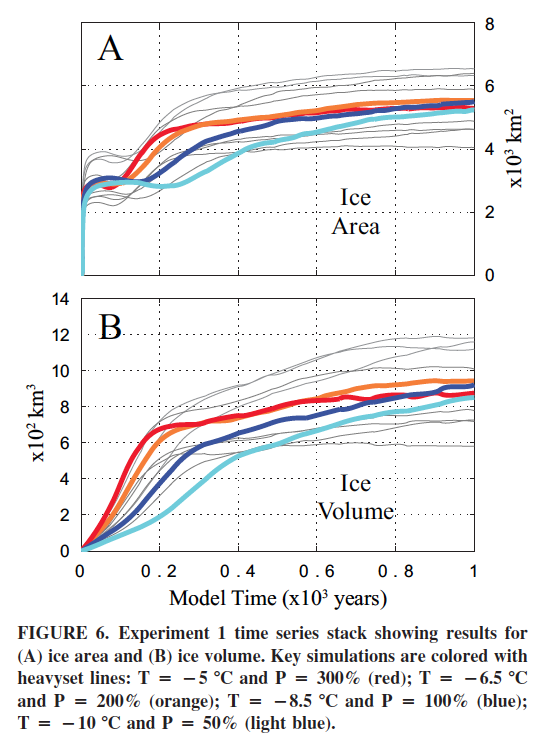 A
8
6
4
2
0
x10³ km²
Ice
Area
B
14
12
10
8
6
4
2
0
x10² km³
Ice
Volume
0 0.2 0.4 0.6 0.8 1
Model Time (x10³ years)
FIGURE 6. Experiment 1 time series stack showing results for
(A) ice area and (B) ice volume. Key simulations are colored with
heavyset lines: T = −5 °C and P = 300% (red); T = −6.5 °C
and P = 200% (orange); T = −8.5 °C and P = 100% (blue);
T = −10 °C and P = 50% (light blue).